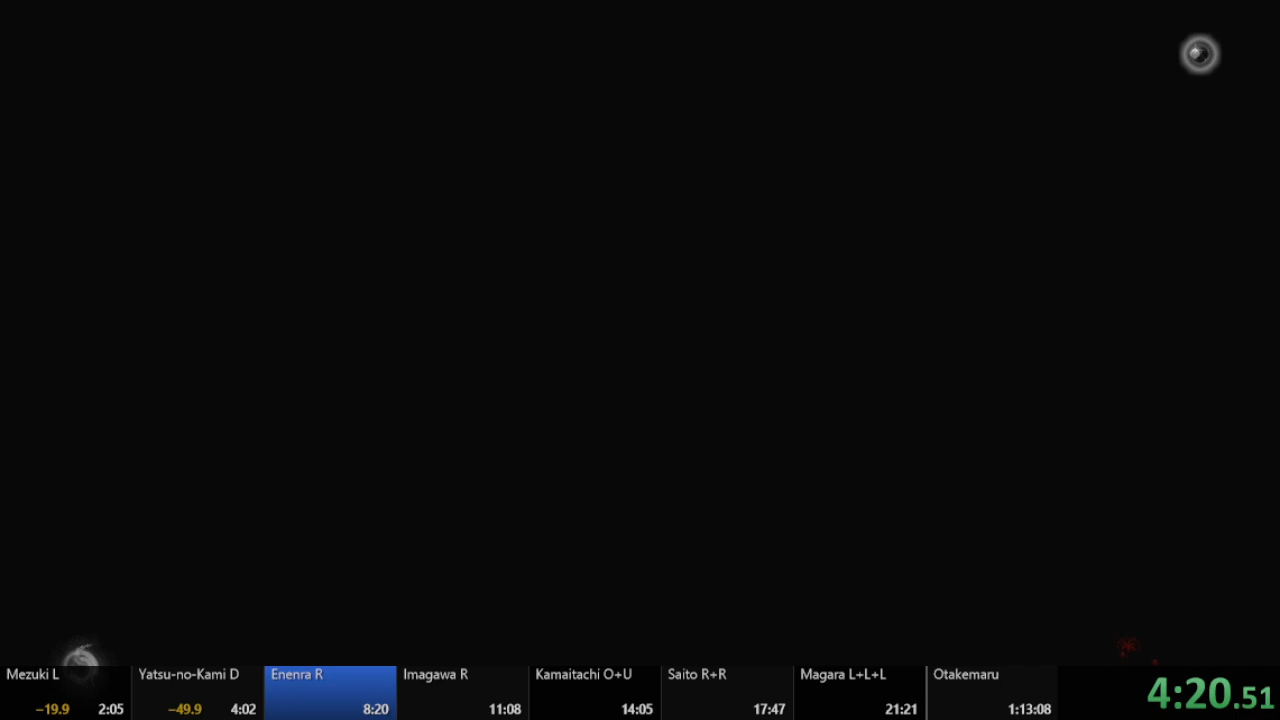 Mezuki L
−19.9 2:05
Yatsu-no-Kami D
−49.9 4:02
Enenra R
8:20
Imagawa R
11:08
Kamaitachi O+U
14:05
Saito R+R
17:47
Magara L+L+L
21:21
Otakemaru
1:13:08
4:20.51